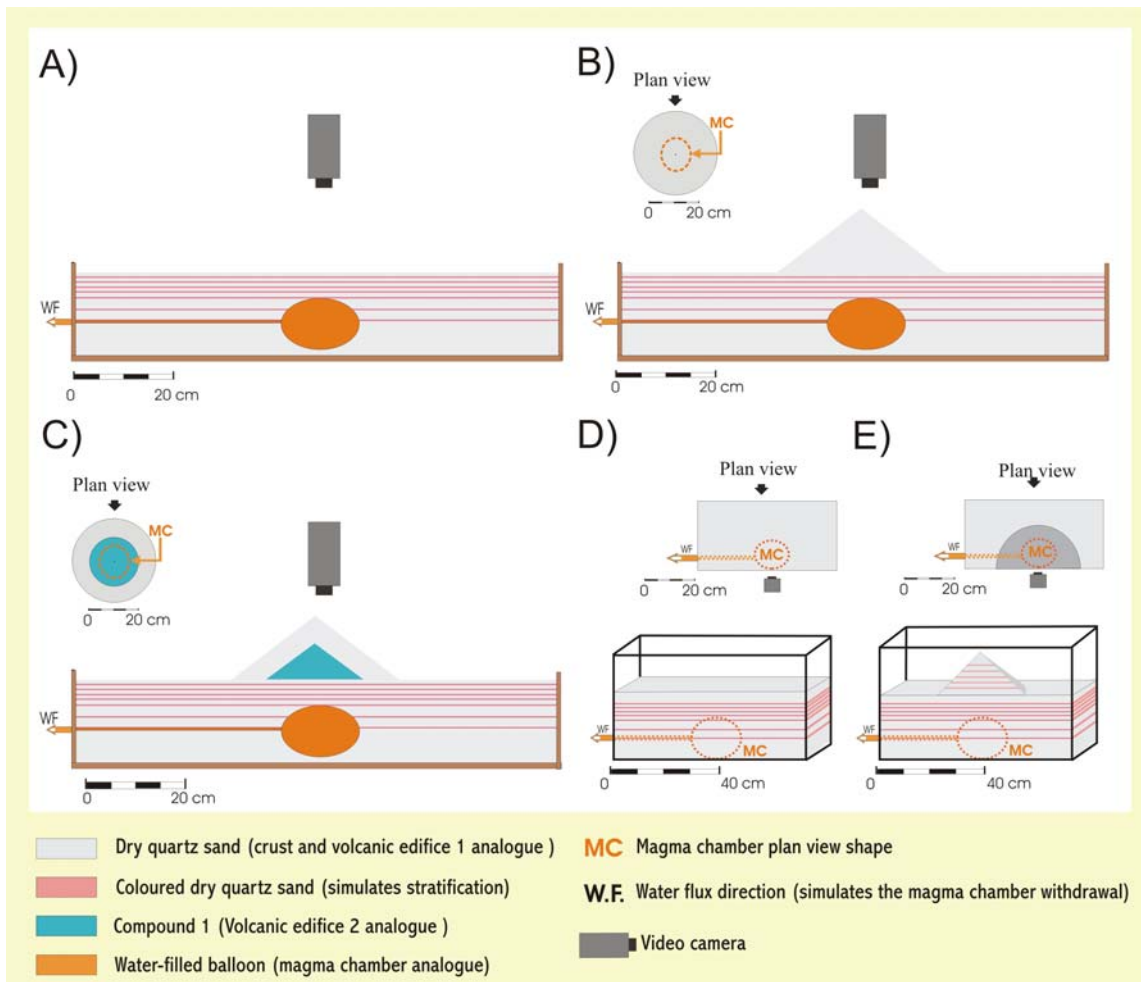 A)
WF
0 20 cm
B)
Plan view
MC
0 20 cm
WF
0 20 cm
C)
Plan view
MC
0 20 cm
WF
0 20 cm
D)
Plan view
WF
MC
0 20 cm
WF
MC
0 40 cm
E)
Plan view
WF
MC
0 20 cm
WF
MC
0 40 cm
Dry quartz sand (crust and volcanic edifice 1 analogue )
Coloured dry quartz sand (simulates stratification)
Compound 1 (Volcanic edifice 2 analogue )
Water-filled balloon (magma chamber analogue)
MC Magma chamber plan view shape
W.F. Water flux direction (simulates the magma chamber withdrawal)
Video camera